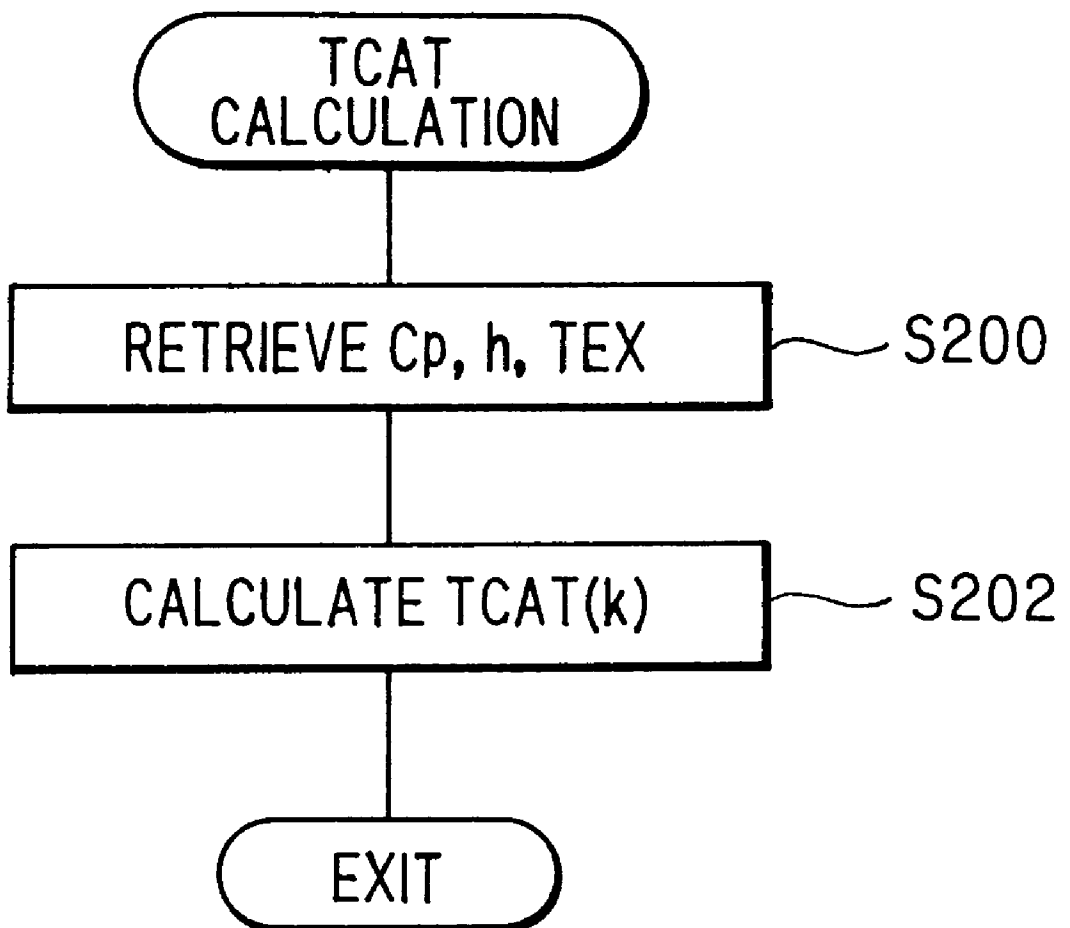 TCAT
CALCULATION
RETRIEVE Cp, h, TEX
S200
CALCULATE TCAT(k)
S202
EXIT